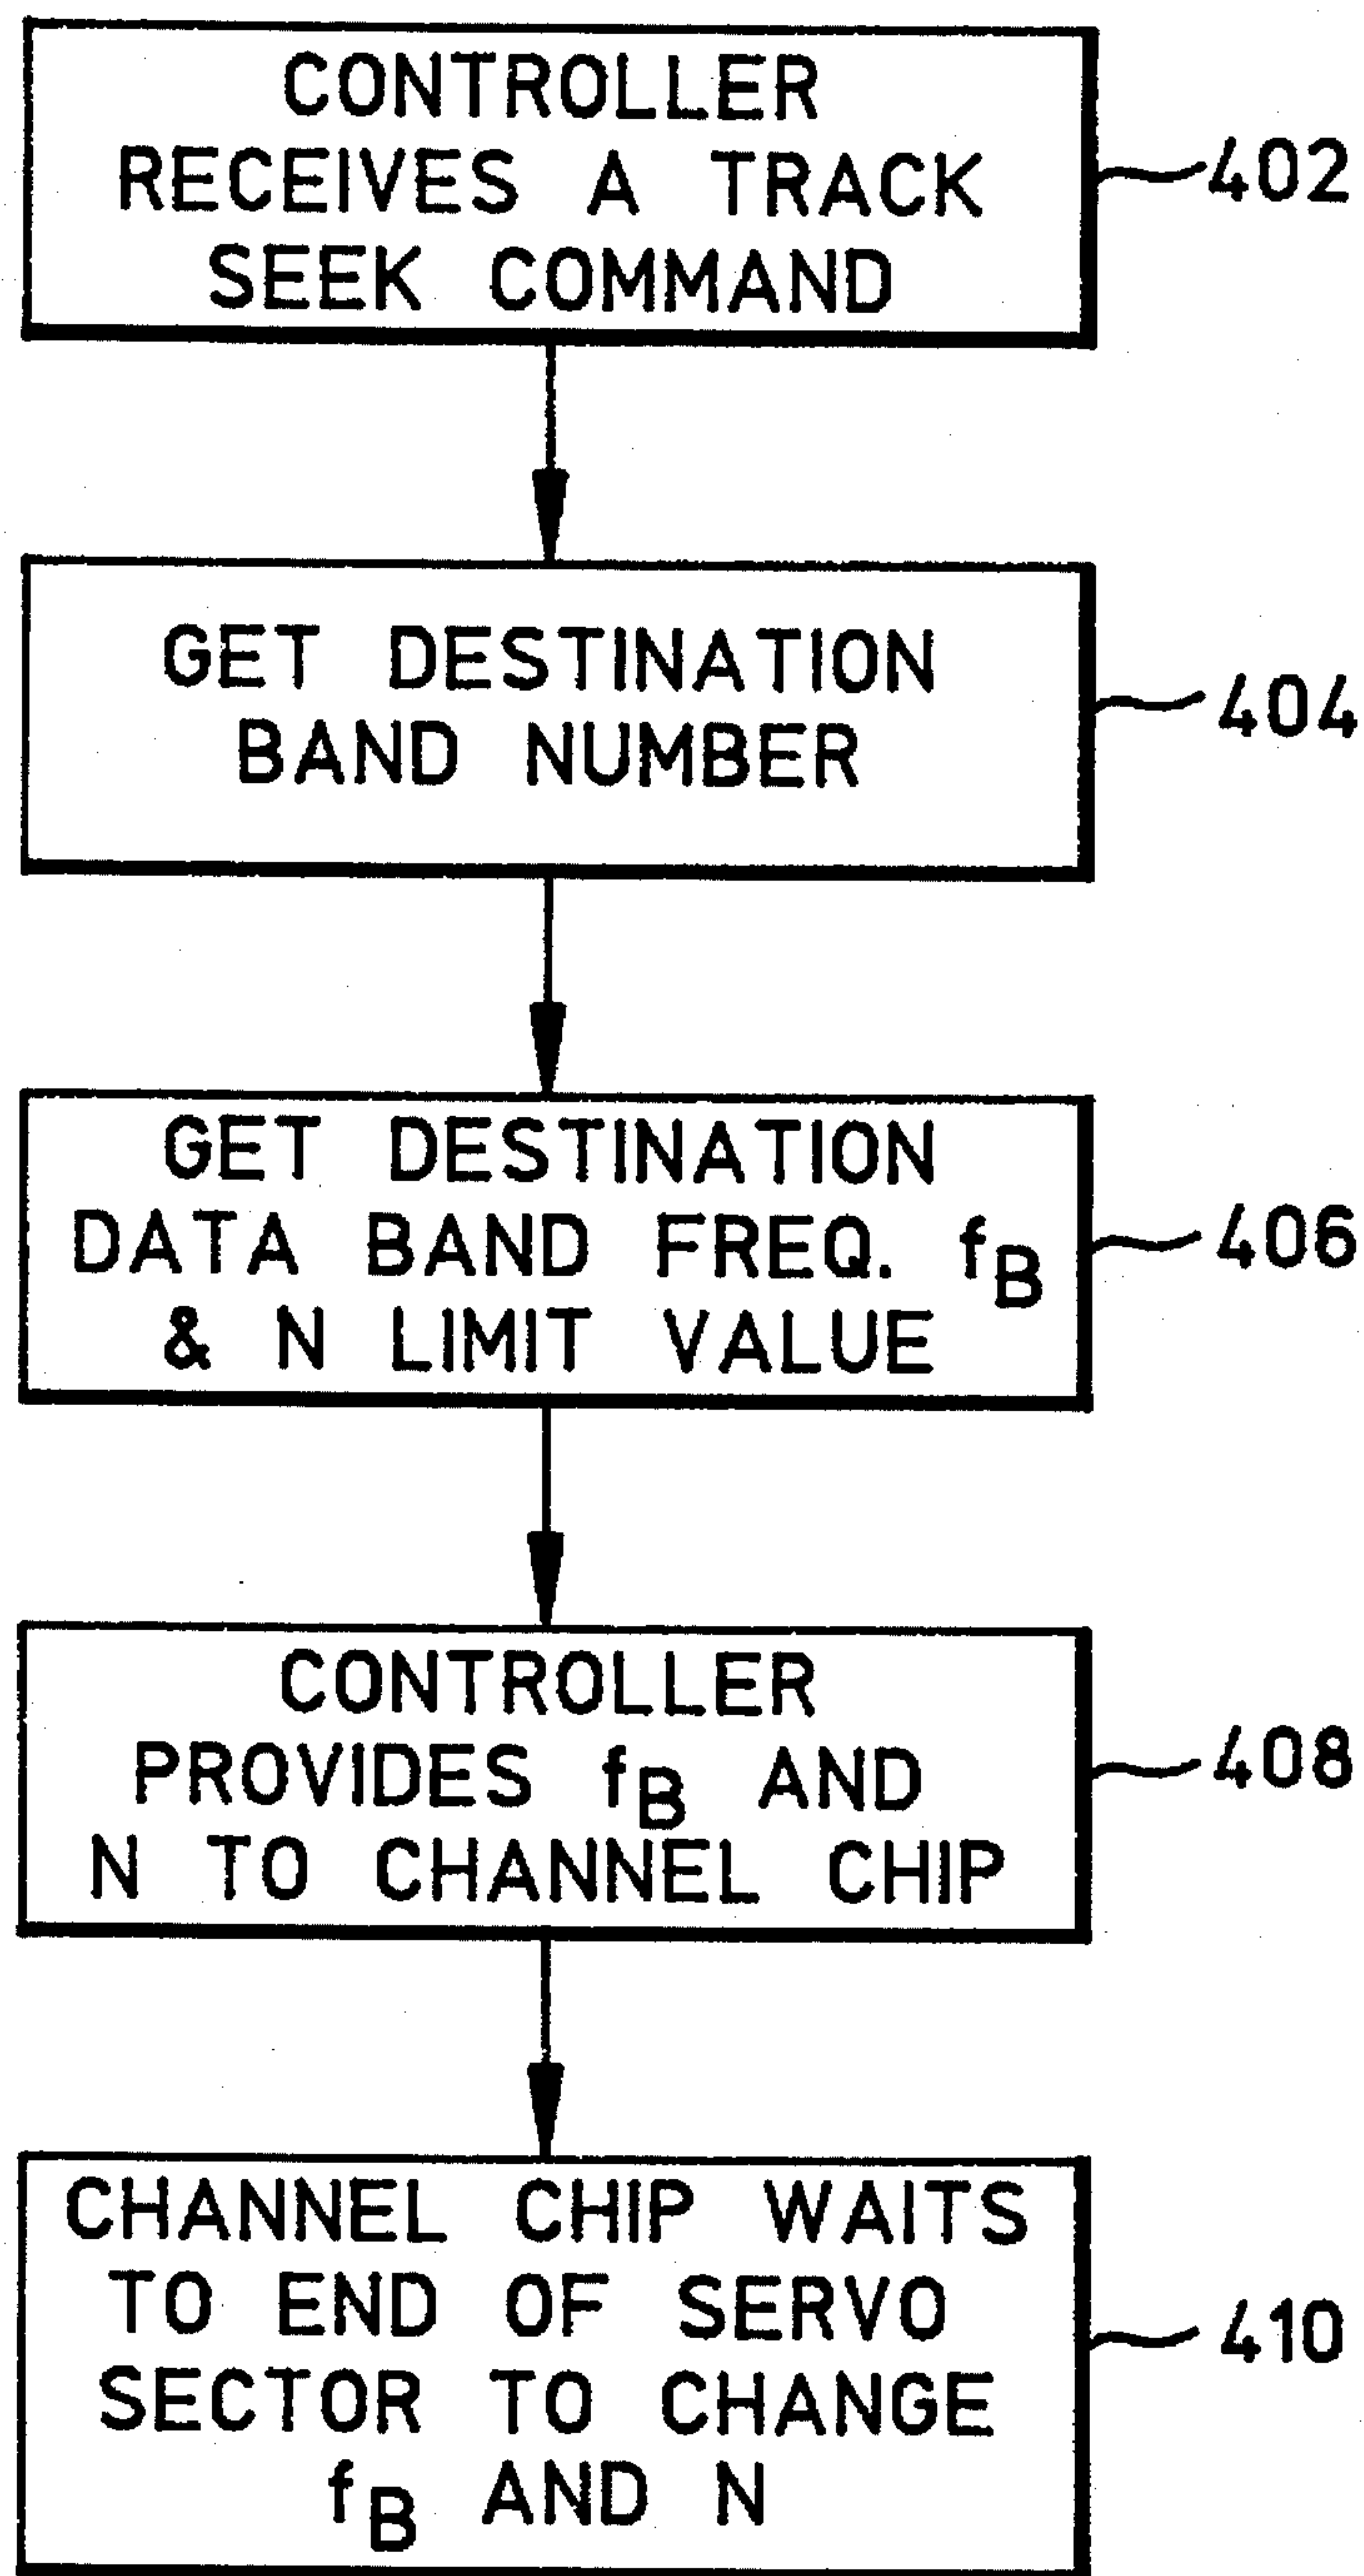 CONTROLLER
RECEIVES A TRACK
SEEK COMMAND
402
GET DESTINATION
BAND NUMBER
404
GET DESTINATION
DATA BAND FREQ. fB
& N LIMIT VALUE
406
CONTROLLER
PROVIDES fB AND
N TO CHANNEL CHIP
408
CHANNEL CHIP WAITS
TO END OF SERVO
SECTOR TO CHANGE
fB AND N
410